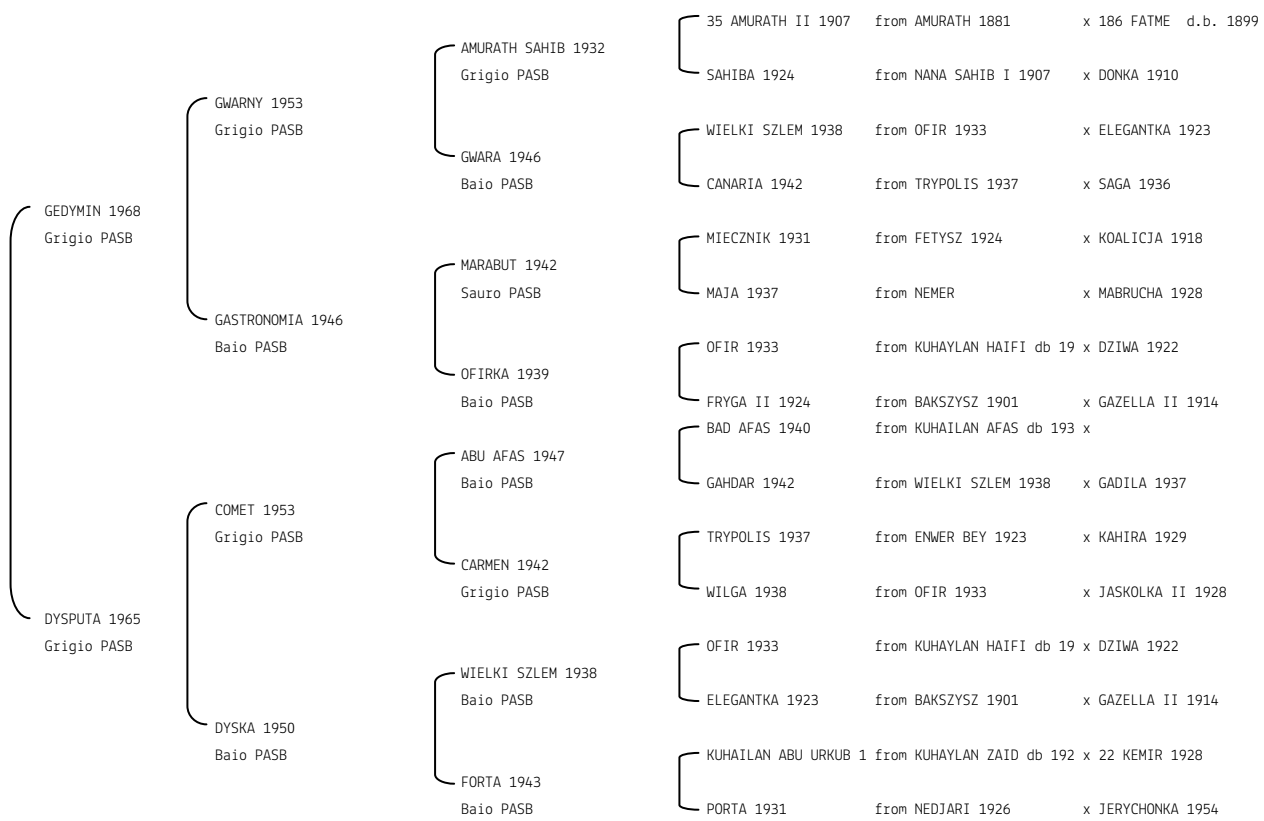 35 AMURATH II 1907 from AMURATH 1881 x 186 FATME d.b. 1899
AMURATH SAHIB 1932
Grigio PASB
SAHIBA 1924 from NANA SAHIB I 1907 x DONKA 1910
GWARNY 1953
Grigio PASB
WIELKI SZLEM 1938 from OFIR 1933 x ELEGANTKA 1923
GWARA 1946
Baio PASB
CANARIA 1942 from TRYPOLIS 1937 x SAGA 1936
GEDYMIN 1968
Grigio PASB
MIECZNIK 1931 from FETYSZ 1924 x KOALICJA 1918
MARABUT 1942
Sauro PASB
MAJA 1937 from NEMER x MABRUCHA 1928
GASTRONOMIA 1946
Baio PASB
OFIR 1933 from KUHAYLAN HAIFI db 19 x DZIWA 1922
OFIRKA 1939
Baio PASB
FRYGA II 1924 from BAKSZYSZ 1901 x GAZELLA II 1914
BAD AFAS 1940 from KUHAILAN AFAS db 193 x
ABU AFAS 1947
Baio PASB
GAHDAR 1942 from WIELKI SZLEM 1938 x GADILA 1937
COMET 1953
Grigio PASB
TRYPOLIS 1937 from ENWER BEY 1923 x KAHIRA 1929
CARMEN 1942
Grigio PASB
WILGA 1938 from OFIR 1933 x JASKOLKA II 1928
DYSPUTA 1965
Grigio PASB
OFIR 1933 from KUHAYLAN HAIFI db 19 x DZIWA 1922
WIELKI SZLEM 1938
Baio PASB
ELEGANTKA 1923 from BAKSZYSZ 1901 x GAZELLA II 1914
DYSKA 1950
Baio PASB
KUHAILAN ABU URKUB 1 from KUHAYLAN ZAID db 192 x 22 KEMIR 1928
FORTA 1943
Baio PASB
PORTA 1931 from NEDJARI 1926 x JERYCHONKA 1954